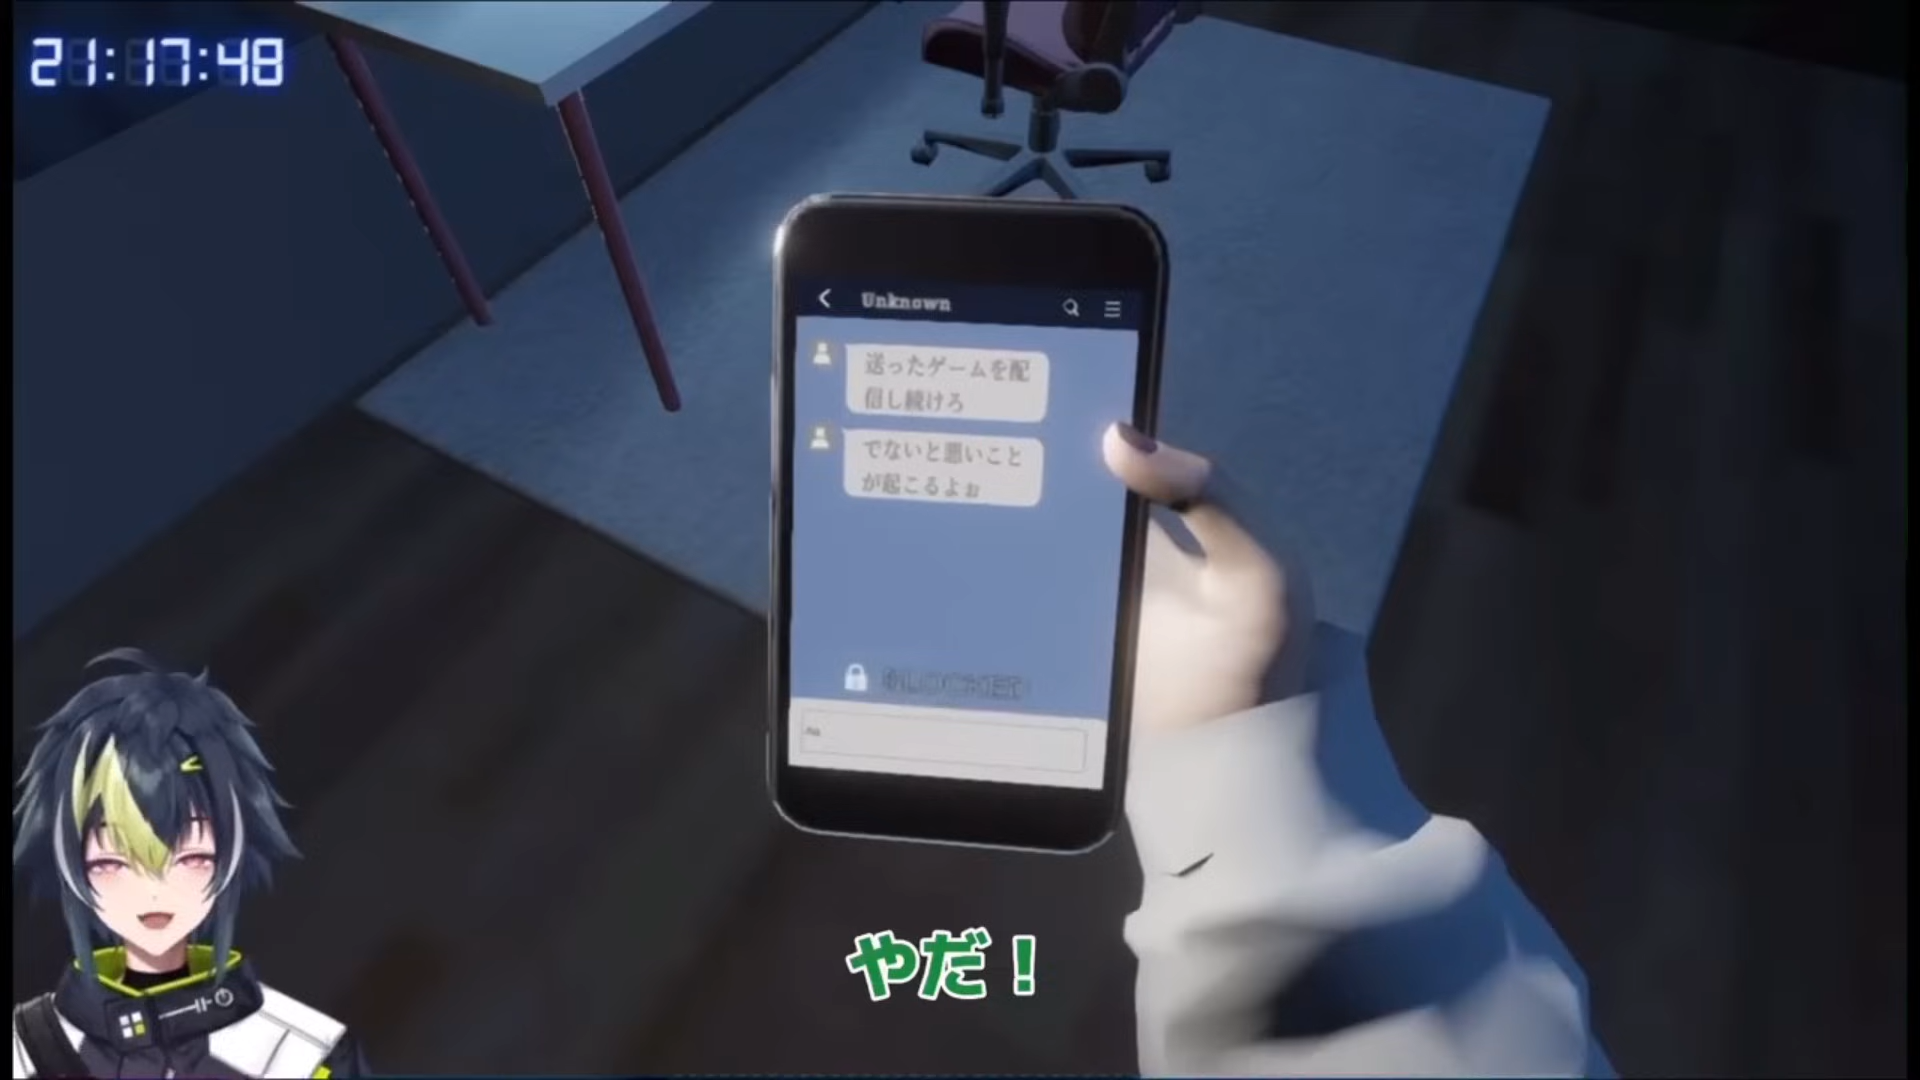 21:17:48
Unknown
送ったゲームを配
信し続けろ
でないと悪いこと
が起こるよぉ
BLOCKED
やだ！